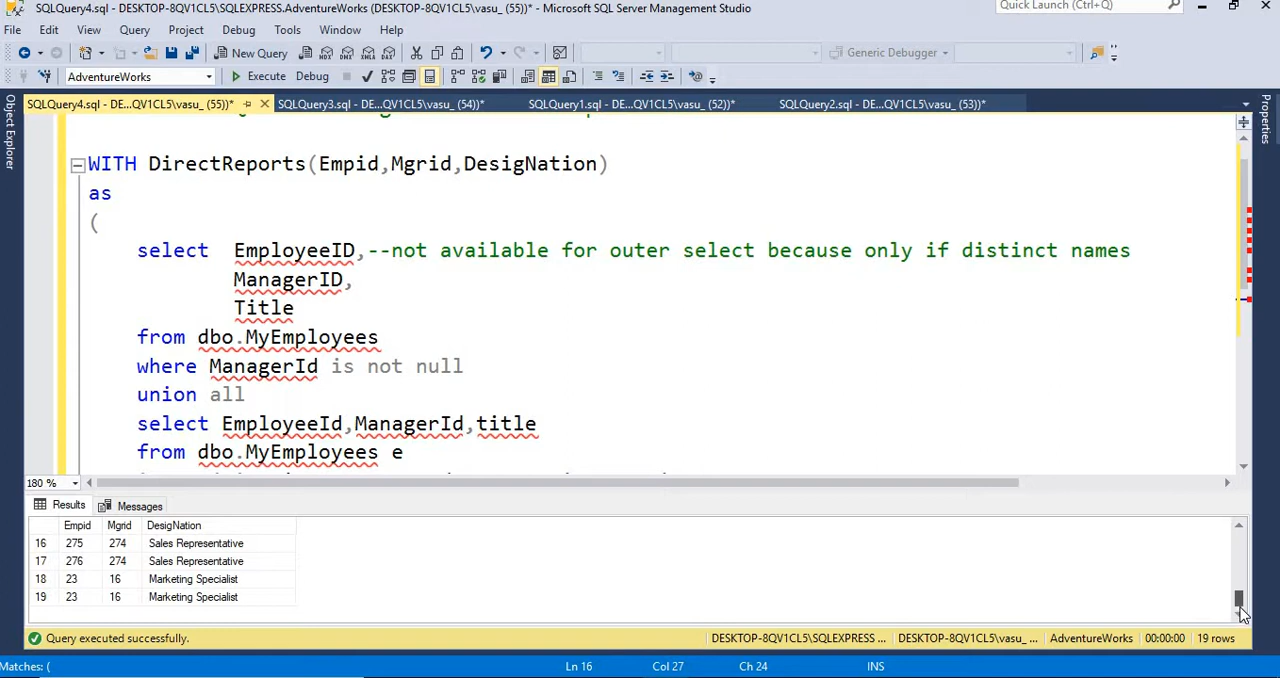 SQLQuery4.sql - DESKTOP-8QV1CL5\SQLEXPRESS.AdventureWorks (DESKTOP-8QV1CL5\vasu_ (55))* - Microsoft SQL Server Management Studio
Quick Launch (Ctrl+Q)
File Edit View Query Project Debug Tools Window Help
New Query
Generic Debugger
AdventureWorks
Execute Debug
SQLQuery4.sql - DE...QV1CL5\vasu_ (55))* SQLQuery3.sql - DE...QV1CL5\vasu_ (54))* SQLQuery1.sql - DE...QV1CL5\vasu_ (52))* SQLQuery2.sql - DE...QV1CL5\vasu_ (53))*
Object Explorer
Properties
WITH DirectReports(Empid,Mgrid,DesigNation)
as
(
select EmployeeID,--not available for outer select because only if distinct names
ManagerID,
Title
from dbo.MyEmployees
where ManagerId is not null
union all
select EmployeeId,ManagerId,title
from dbo.MyEmployees e
180 %
Results Messages
Empid Mgrid DesigNation
16 275 274 Sales Representative
17 276 274 Sales Representative
18 23 16 Marketing Specialist
19 23 16 Marketing Specialist
Query executed successfully. DESKTOP-8QV1CL5\SQLEXPRESS ... DESKTOP-8QV1CL5\vasu_ ... AdventureWorks 00:00:00 19 rows
Matches: ( Ln 16 Col 27 Ch 24 INS